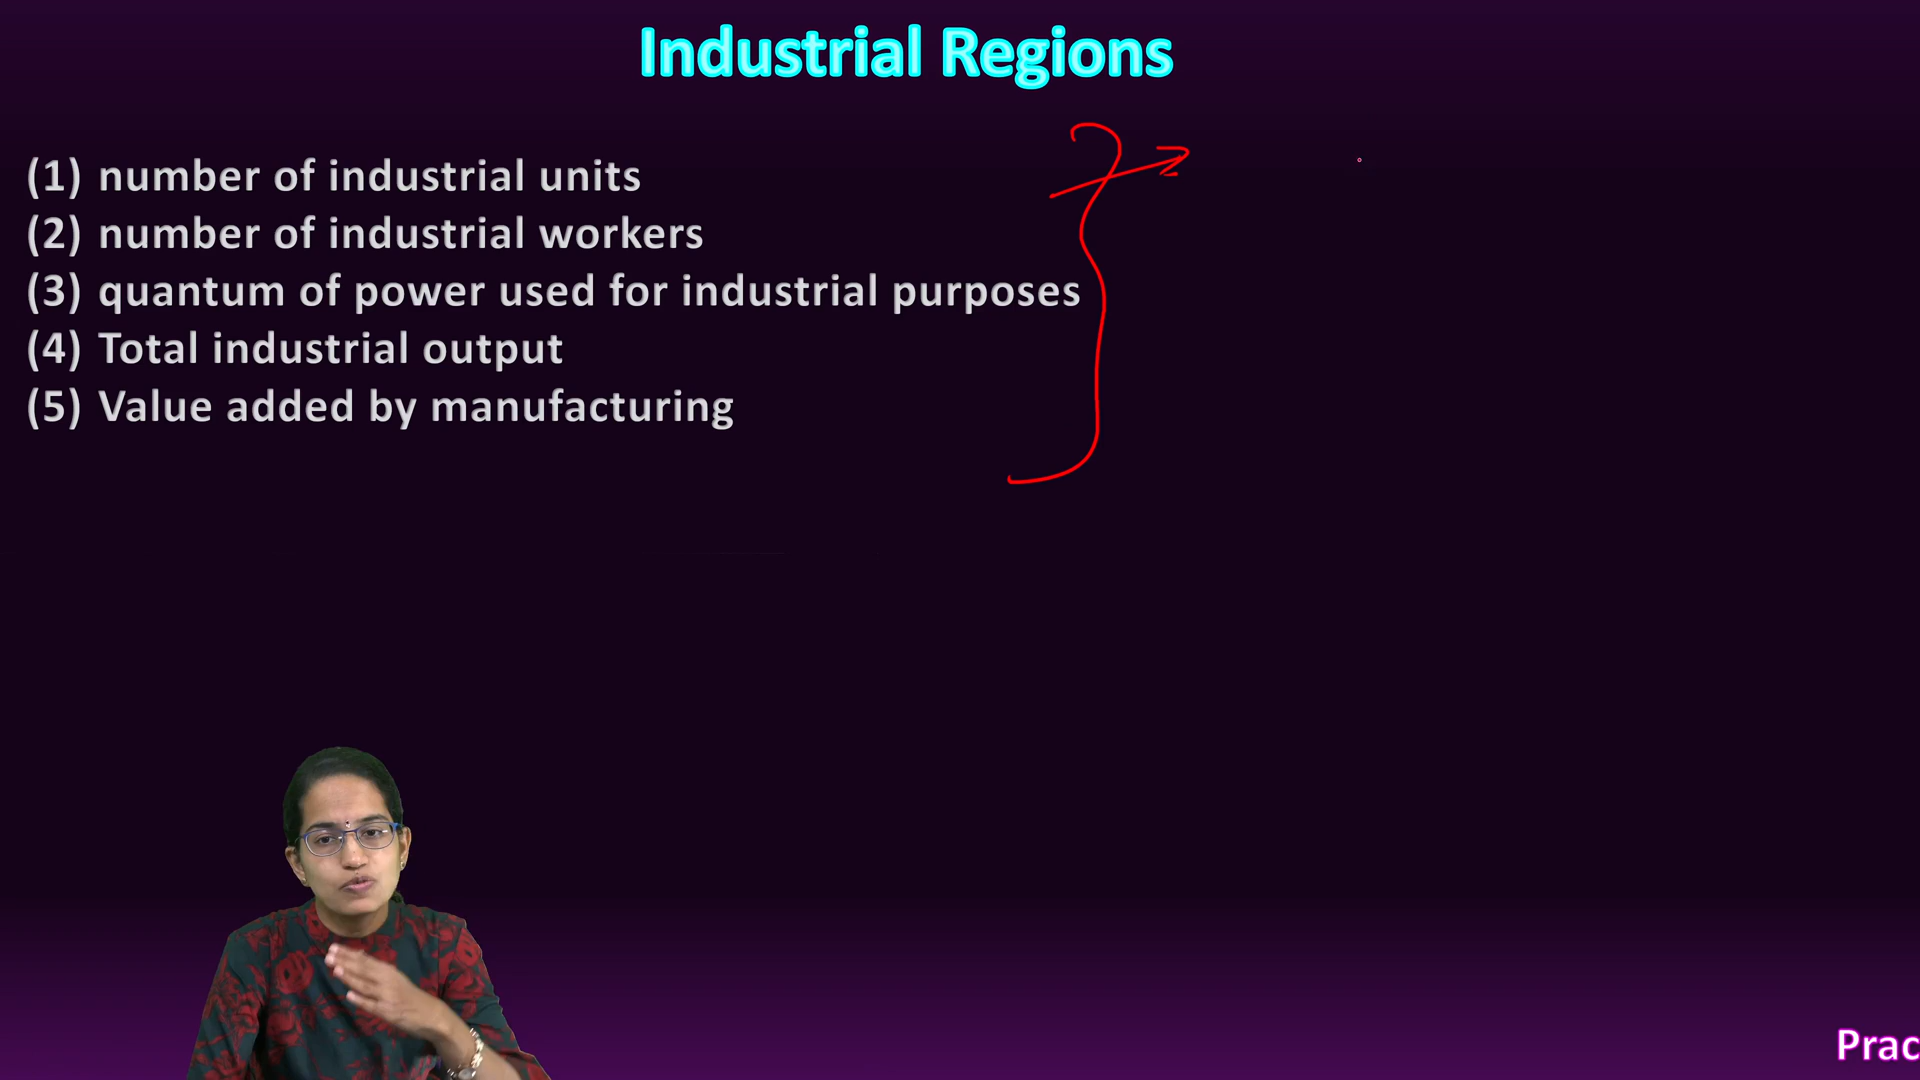 Industrial Regions
(1) number of industrial units
(2) number of industrial workers
(3) quantum of power used for industrial purposes
(4) Total industrial output
(5) Value added by manufacturing
Prac